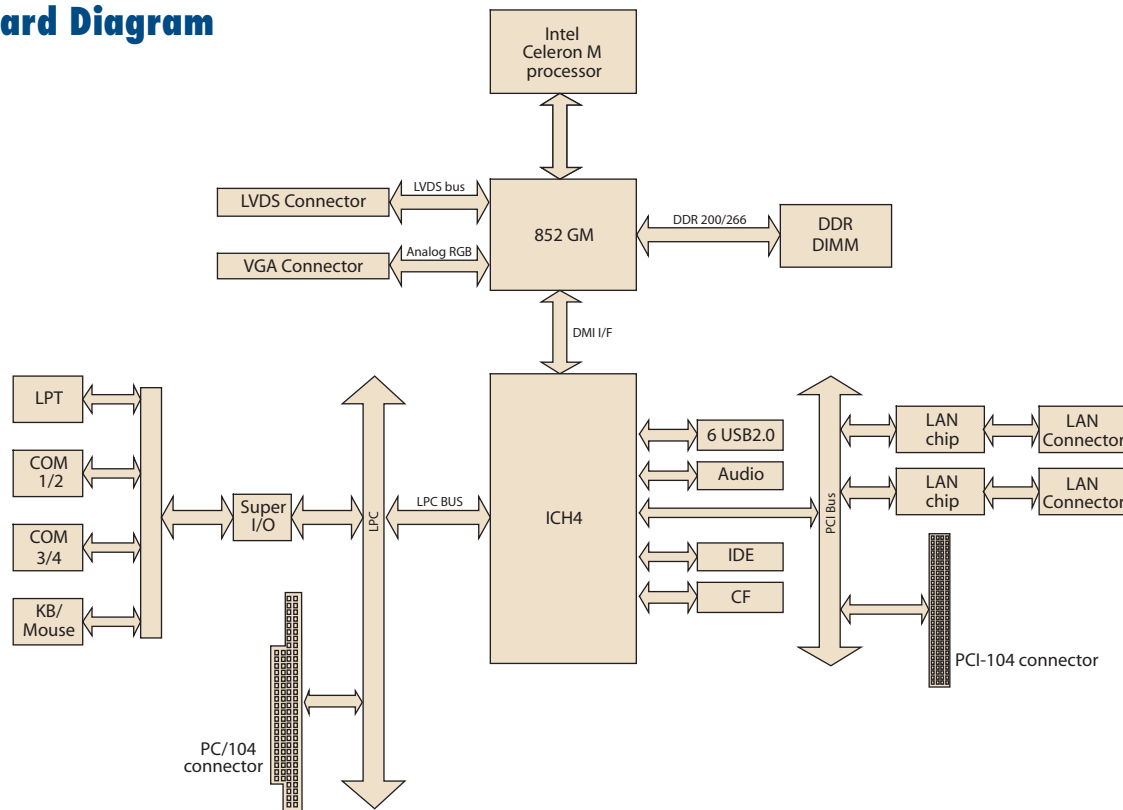 ard Diagram
Intel
Celeron M
processor
LVDS Connector
LVDS bus
852 GM
DDR 200/266
DDR
DIMM
VGA Connector
Analog RGB
DMI I/F
LPT
COM
1/2
COM
3/4
KB/
Mouse
Super
I/O
LPC
LPC BUS
ICH4
6 USB2.0
Audio
IDE
CF
PCI Bus
LAN
chip
LAN
Connector
LAN
chip
LAN
Connector
PCI-104 connector
PC/104
connector